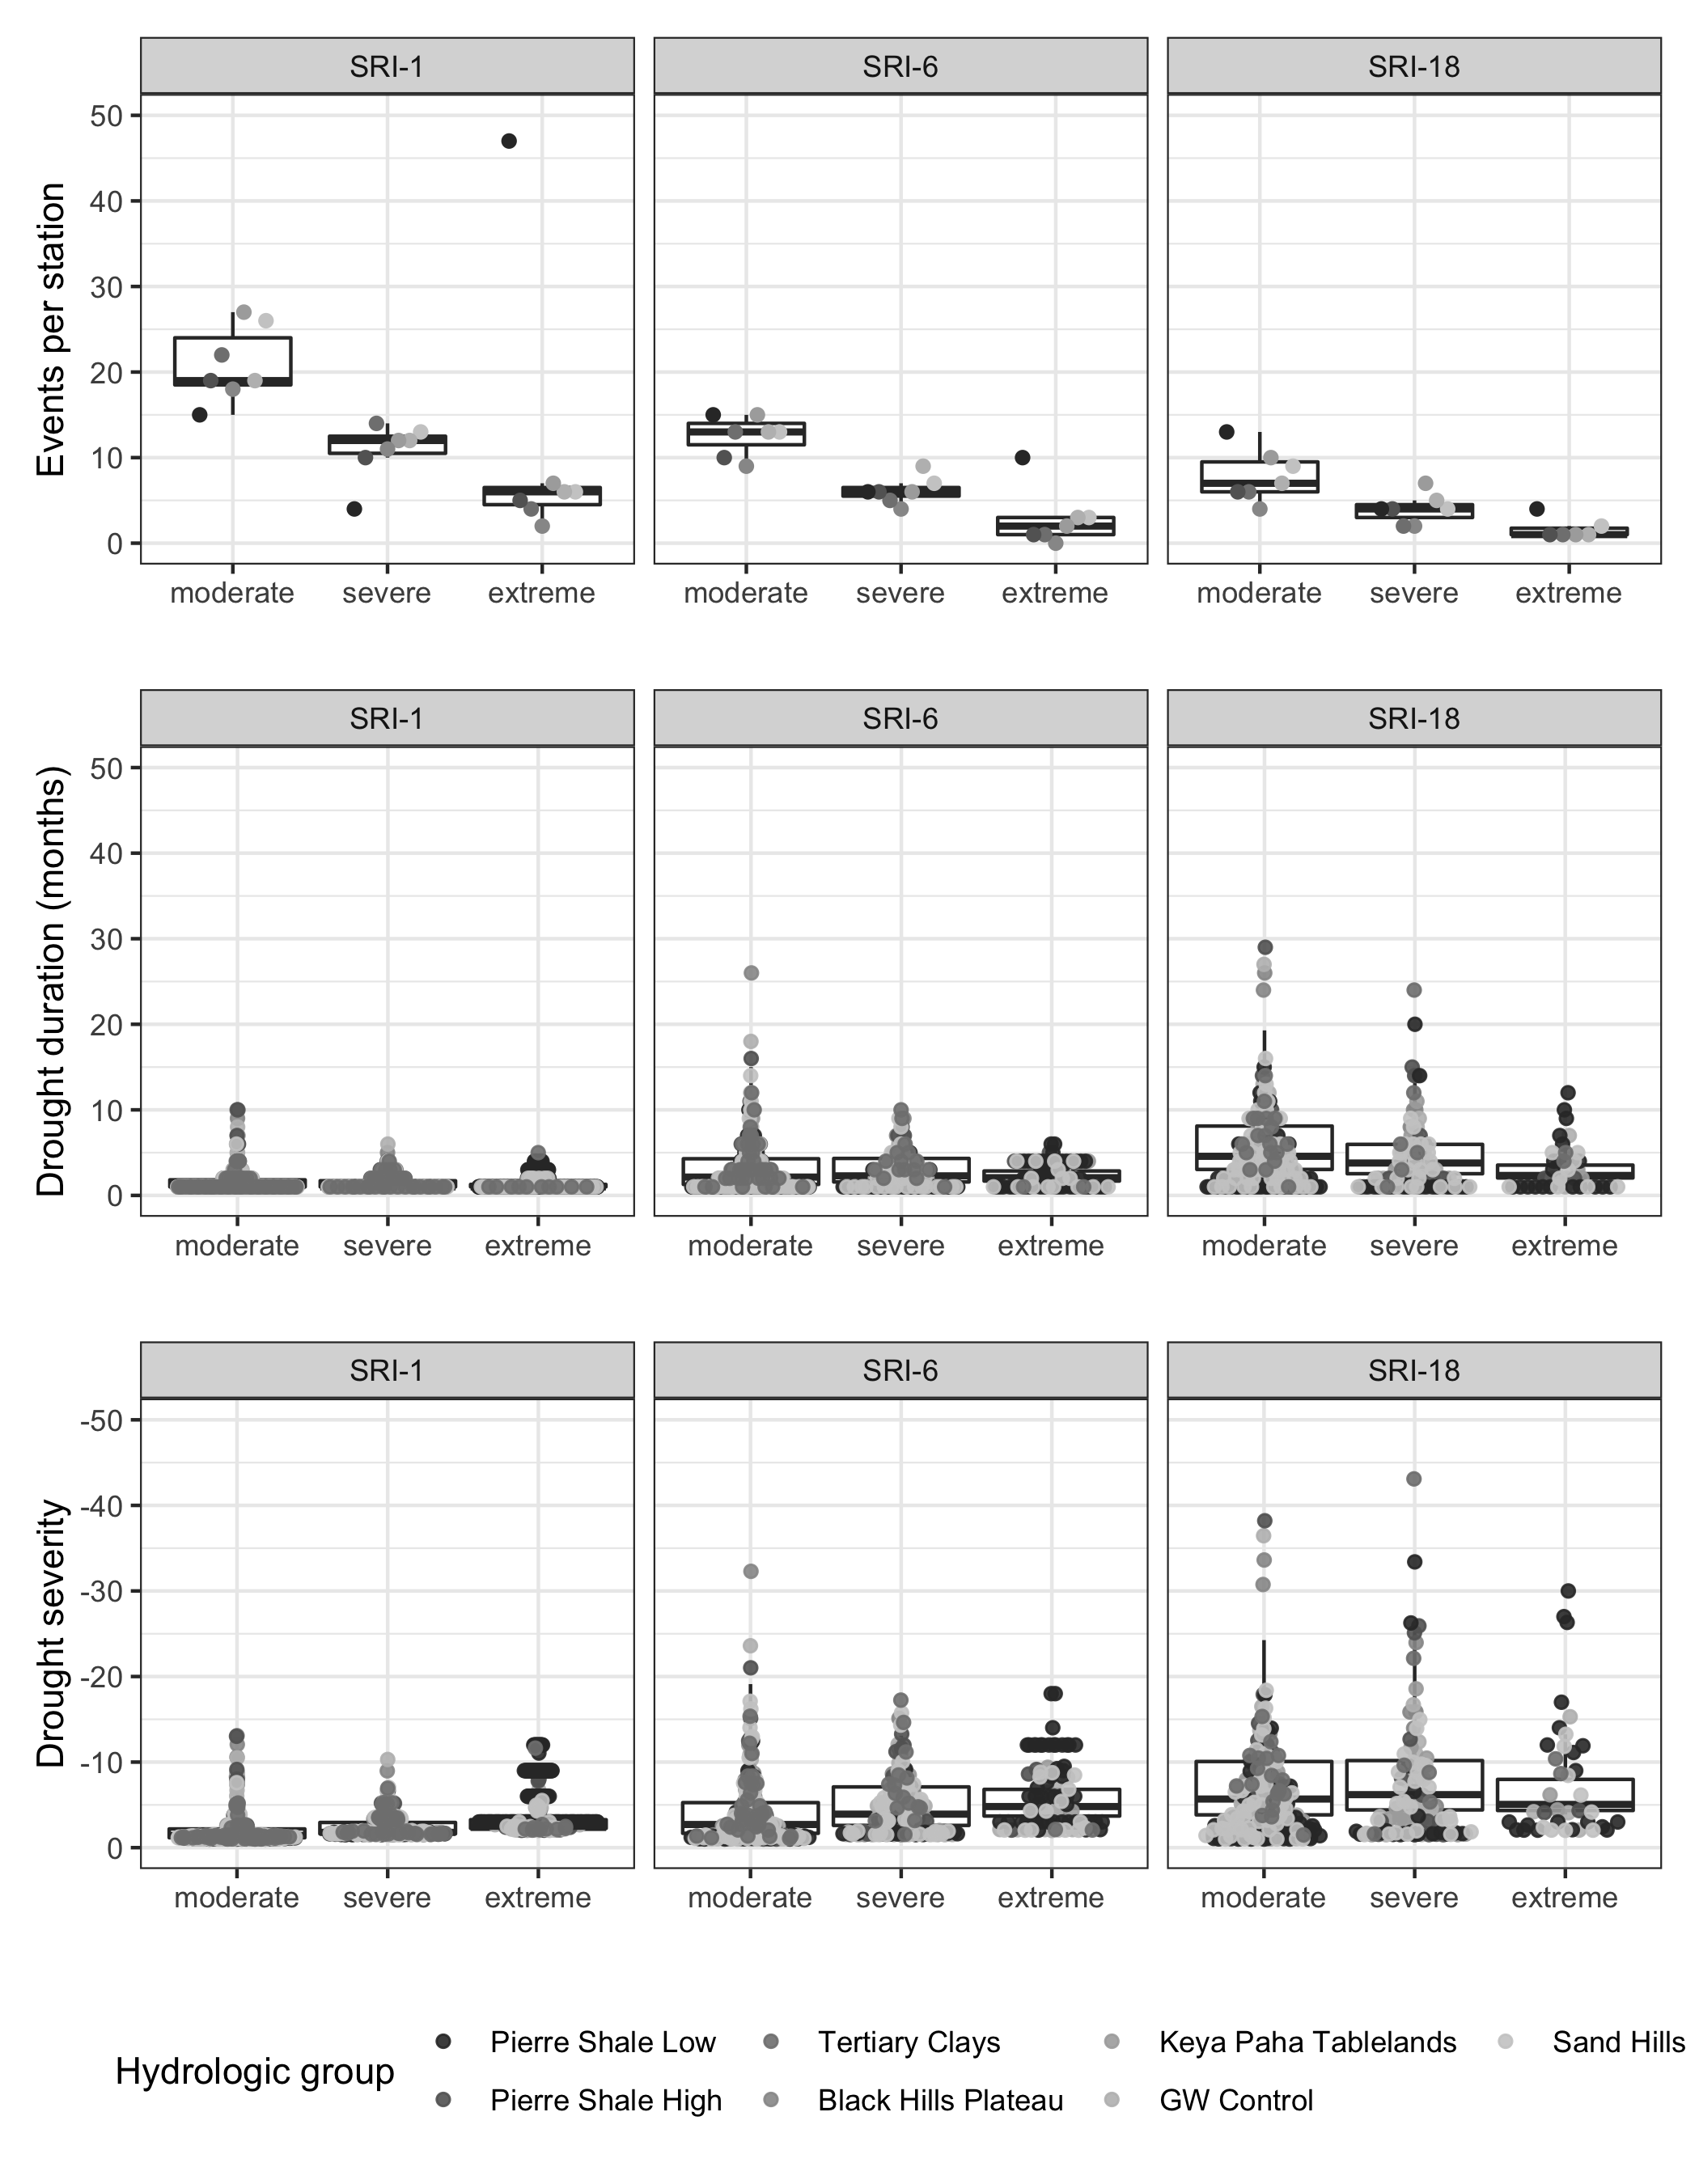 SRI-1 SRI-6 SRI-18
Events per station
50
40
30
20
10
0
moderate severe extreme moderate severe extreme moderate severe extreme
SRI-1 SRI-6 SRI-18
Drought duration (months)
50
40
30
20
10
0
moderate severe extreme moderate severe extreme moderate severe extreme
SRI-1 SRI-6 SRI-18
Drought severity
-50
-40
-30
-20
-10
0
moderate severe extreme moderate severe extreme moderate severe extreme
Hydrologic group
Pierre Shale Low Tertiary Clays Keya Paha Tablelands Sand Hills
Pierre Shale High Black Hills Plateau GW Control